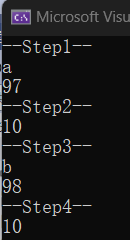 Microsoft Visu
--Step1--
a
97
--Step2--
10
--Step3--
b
98
--Step4--
10